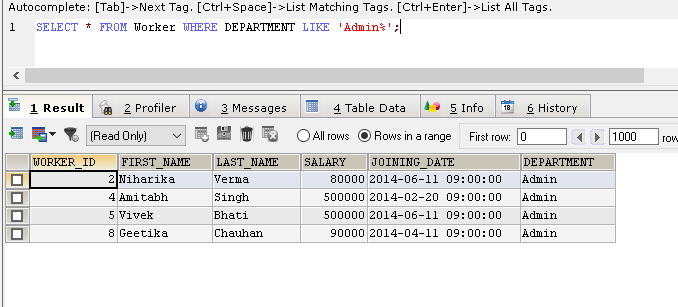 Autocomplete: [Tab]->Next Tag. [Ctrl+Space]->List Matching Tags. [Ctrl+Enter]->List All Tags.
1 SELECT * FROM Worker WHERE DEPARTMENT LIKE 'Admin%';
1 Result 2 Profiler 3 Messages 4 Table Data 5 Info 18 6 History
(Read Only) All rows Rows in a range First row: 0 1000 row
WORKER_ID FIRST_NAME LAST_NAME SALARY JOINING_DATE DEPARTMENT
2 Niharika Verma 80000 2014-06-11 09:00:00 Admin
4 Amitabh Singh 500000 2014-02-20 09:00:00 Admin
5 Vivek Bhati 500000 2014-06-11 09:00:00 Admin
8 Geetika Chauhan 90000 2014-04-11 09:00:00 Admin